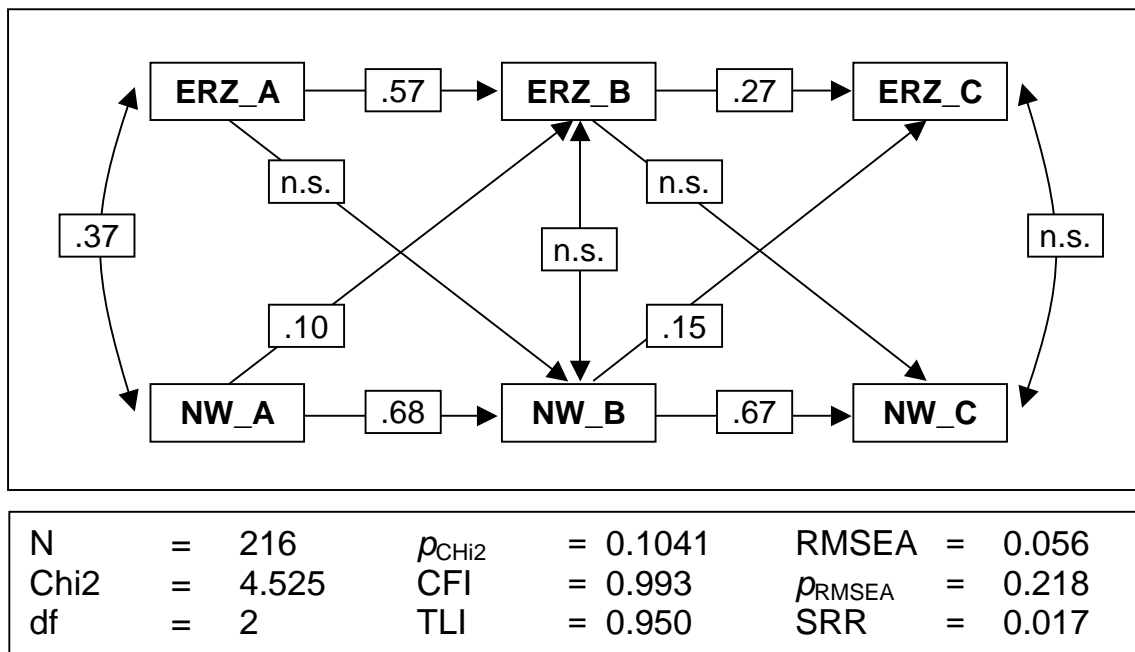 ERZ_A .57 ERZ_B .27 ERZ_C
n.s. n.s.
.37 n.s. n.s.
.10 .15
NW_A .68 NW_B .67 NW_C
N = 216 pCHi2 = 0.1041 RMSEA = 0.056
Chi2 = 4.525 CFI = 0.993 pRMSEA = 0.218
df = 2 TLI = 0.950 SRR = 0.017